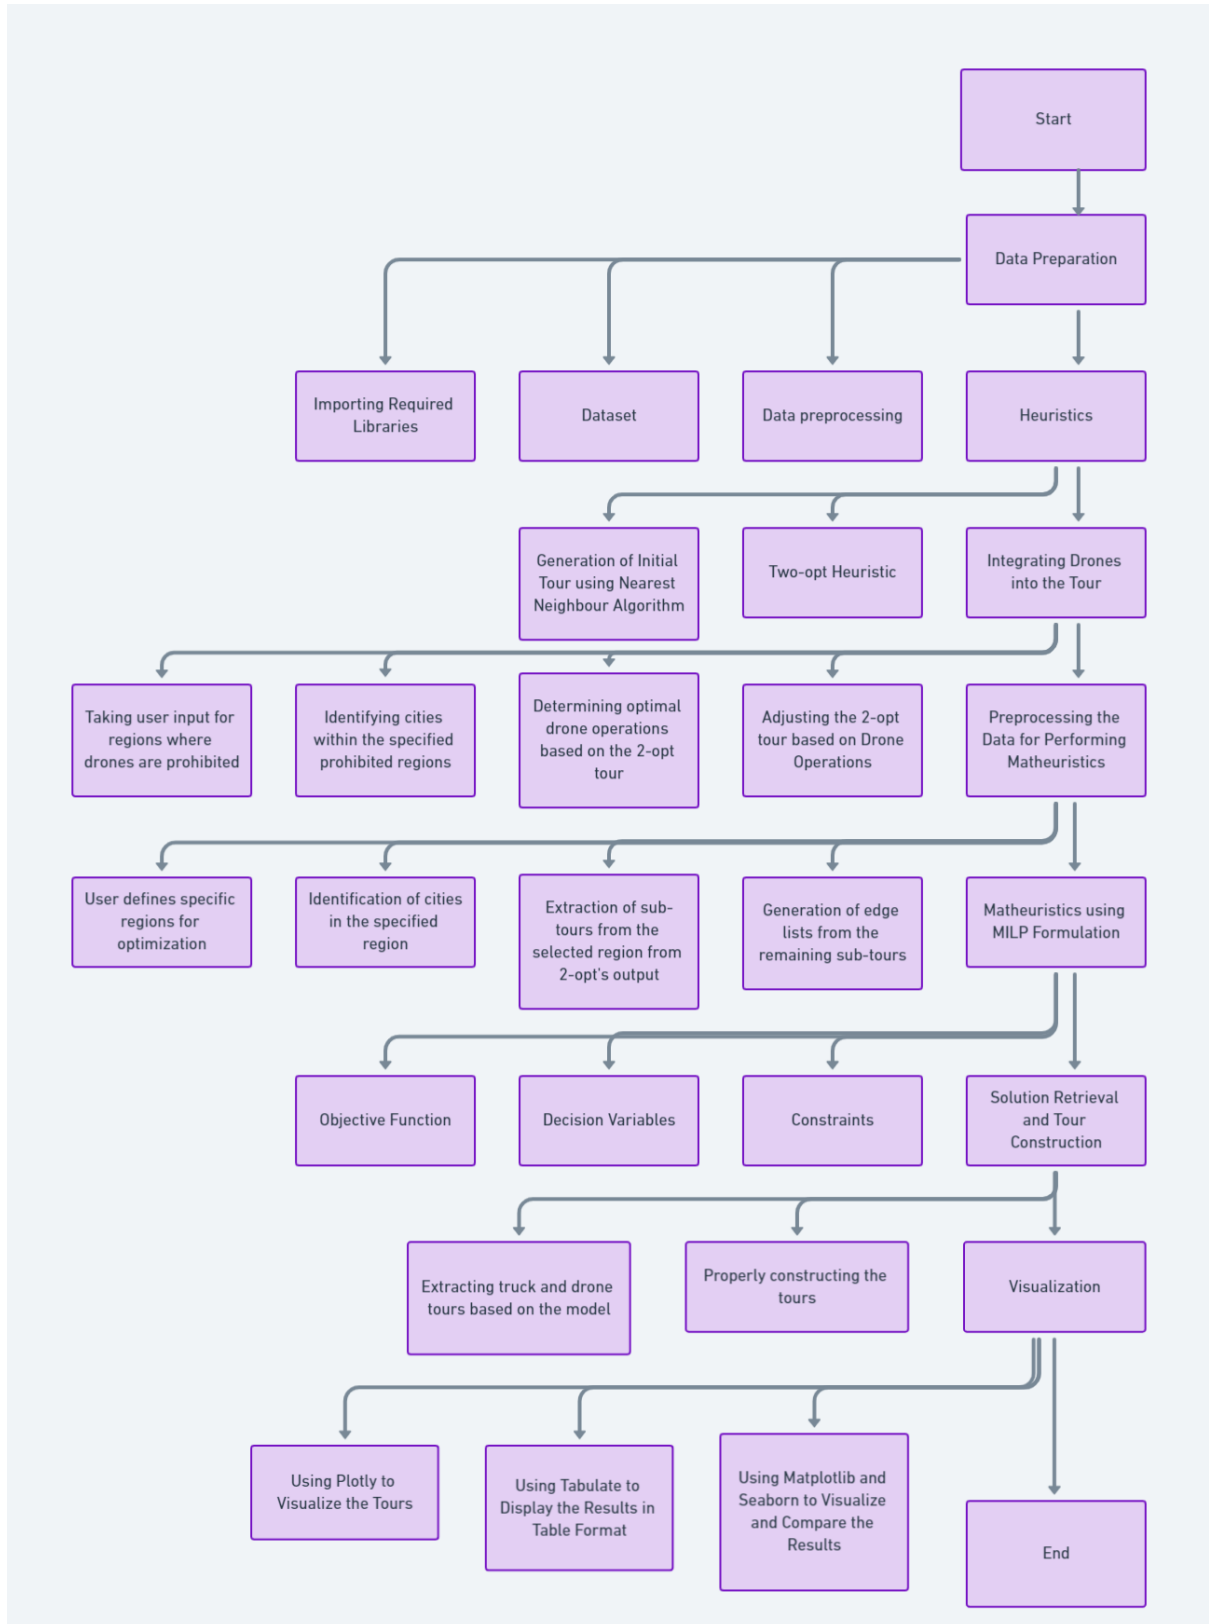 Start
Data Preparation
Importing Required
Libraries
Dataset
Data preprocessing
Heuristics
Generation of Initial
Tour using Nearest
Neighbour Algorithm
Two-opt Heuristic
Integrating Drones
into the Tour
Taking user input for
regions where
drones are prohibited
Identifying cities
within the specified
prohibited regions
Determining optimal
drone operations
based on the 2-opt
tour
Adjusting the 2-opt
tour based on Drone
Operations
Preprocessing the
Data for Performing
Matheuristics
User defines specific
regions for
optimization
Identification of cities
in the specified
region
Extraction of sub-
tours from the
selected region from
2-opt's output
Generation of edge
lists from the
remaining sub-tours
Matheuristics using
MILP Formulation
Objective Function
Decision Variables
Constraints
Solution Retrieval
and Tour
Construction
Extracting truck and drone
tours based on the model
Properly constructing the
tours
Visualization
Using Plotly to
Visualize the Tours
Using Tabulate to
Display the Results in
Table Format
Using Matplotlib and
Seaborn to Visualize
and Compare the
Results
End